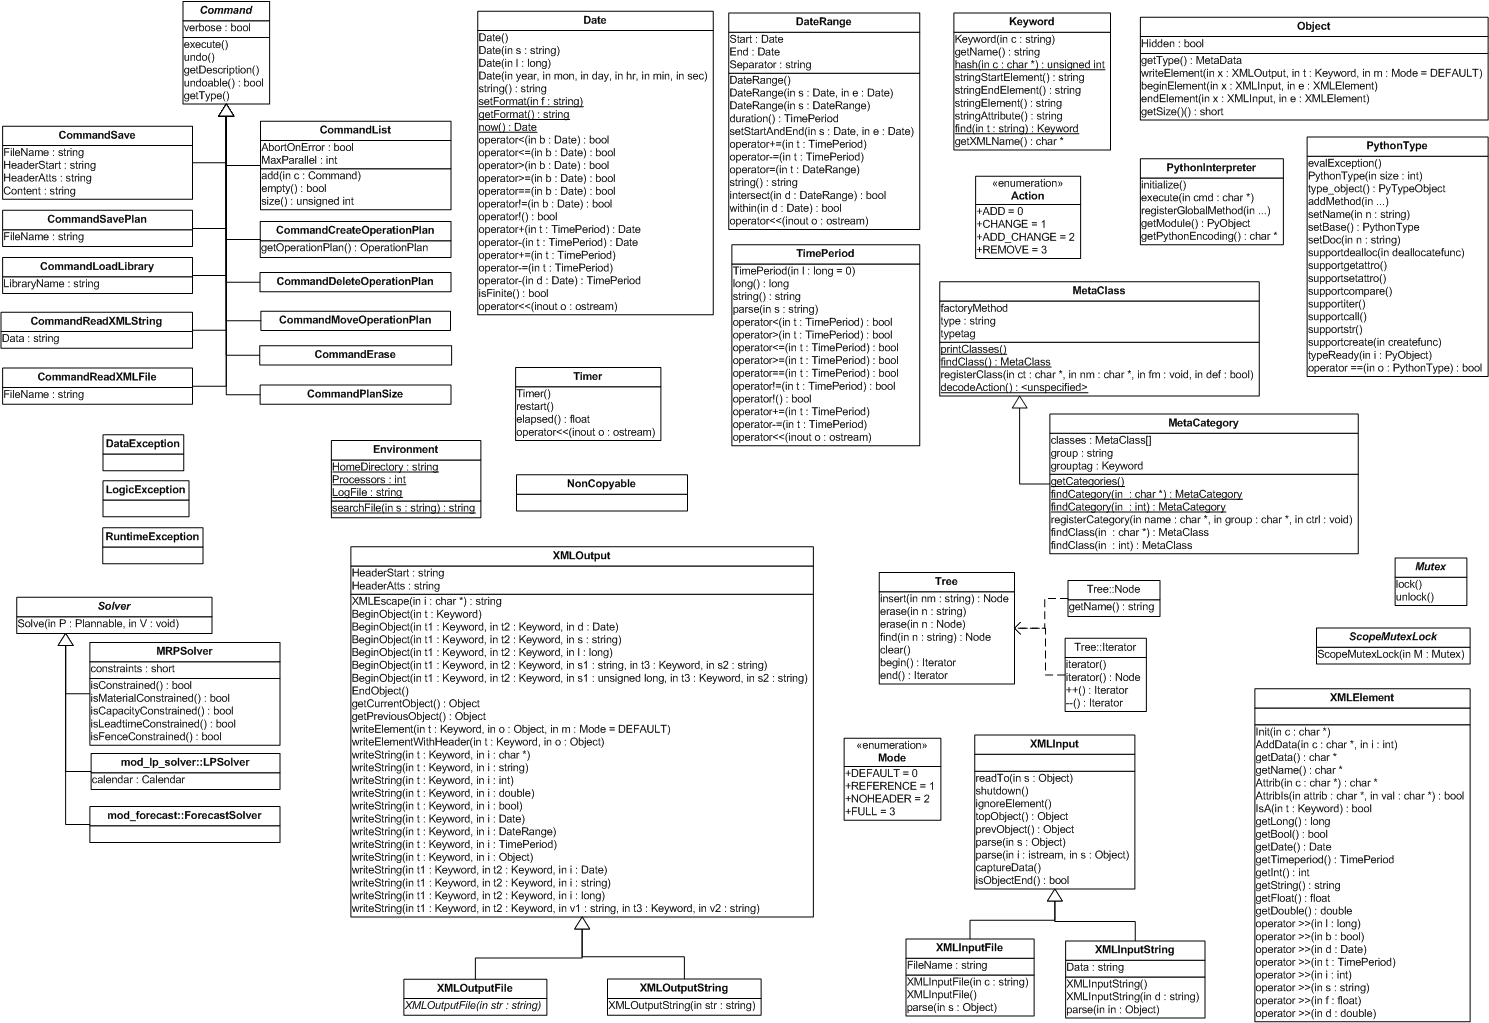 Command
verbose : bool
execute()
undo()
getDescription()
undoable() : bool
getType()
CommandSave
FileName : string
HeaderStart : string
HeaderAtts : string
Content : string
CommandSavePlan
FileName : string
CommandLoadLibrary
LibraryName : string
CommandReadXMLString
Data : string
CommandReadXMLFile
FileName : string
CommandList
AbortOnError : bool
MaxParallel : int
add(in c : Command)
empty() : bool
size() : unsigned int
CommandCreateOperationPlan
getOperationPlan() : OperationPlan
CommandDeleteOperationPlan
CommandMoveOperationPlan
CommandErase
CommandPlanSize
DataException
LogicException
RuntimeException
Solver
Solve(in P : Plannable, in V : void)
MRPSolver
constraints : short
isConstrained() : bool
isMaterialConstrained() : bool
isCapacityConstrained() : bool
isLeadtimeConstrained() : bool
isFenceConstrained() : bool
mod_lp_solver::LPSolver
calendar : Calendar
mod_forecast::ForecastSolver
Date
Date()
Date(in s : string)
Date(in l : long)
Date(in year, in mon, in day, in hr, in min, in sec)
string() : string
setFormat(in f : string)
getFormat() : string
now() : Date
operator<(in b : Date) : bool
operator<=(in b : Date) : bool
operator>(in b : Date) : bool
operator>=(in b : Date) : bool
operator==(in b : Date) : bool
operator!=(in b : Date) : bool
operator!() : bool
operator+(in t : TimePeriod) : Date
operator-(in t : TimePeriod) : Date
operator+=(in t : TimePeriod)
operator-=(in t : TimePeriod)
operator-(in d : Date) : TimePeriod
isFinite() : bool
operator<<(inout o : ostream)
Timer
Timer()
restart()
elapsed() : float
operator<<(inout o : ostream)
Environment
HomeDirectory : string
Processors : int
LogFile : string
searchFile(in s : string) : string
NonCopyable
DateRange
Start : Date
End : Date
Separator : string
DateRange()
DateRange(in s : Date, in e : Date)
DateRange(in s : DateRange)
duration() : TimePeriod
setStartAndEnd(in s : Date, in e : Date)
operator+=(in t : TimePeriod)
operator-=(in t : TimePeriod)
operator=(in t : DateRange)
string() : string
intersect(in d : DateRange) : bool
within(in d : Date) : bool
operator<<(inout o : ostream)
TimePeriod
TimePeriod(in l : long = 0)
long() : long
string() : string
parse(in s : string)
operator<(in t : TimePeriod) : bool
operator>(in t : TimePeriod) : bool
operator<=(in t : TimePeriod) : bool
operator>=(in t : TimePeriod) : bool
operator==(in t : TimePeriod) : bool
operator!=(in t : TimePeriod) : bool
operator!() : bool
operator+=(in t : TimePeriod)
operator-=(in t : TimePeriod)
operator<<(inout o : ostream)
Keyword
Keyword(in c : string)
getName() : string
hash(in c : char *) : unsigned int
stringStartElement() : string
stringEndElement() : string
stringElement() : string
stringAttribute() : string
find(in t : string) : Keyword
getXMLName() : char *
«enumeration»
Action
+ADD = 0
+CHANGE = 1
+ADD_CHANGE = 2
+REMOVE = 3
Object
Hidden : bool
getType() : MetaData
writeElement(in x : XMLOutput, in t : Keyword, in m : Mode = DEFAULT)
beginElement(in x : XMLInput, in e : XMLElement)
endElement(in x : XMLInput, in e : XMLElement)
getSize()() : short
PythonInterpreter
initialize()
execute(in cmd : char *)
registerGlobalMethod(in ...)
getModule() : PyObject
getPythonEncoding() : char *
PythonType
evalException()
PythonType(in size : int)
type_object() : PyTypeObject
addMethod(in ...)
setName(in n : string)
setBase() : PythonType
setDoc(in n : string)
supportdealloc(in deallocatefunc)
supportgetattro()
supportsetattro()
supportcompare()
supportiter()
supportcall()
supportstr()
supportcreate(in createfunc)
typeReady(in i : PyObject)
operator ==(in o : PythonType) : bool
MetaClass
factoryMethod
type : string
typetag
printClasses()
findClass() : MetaClass
registerClass(in ct : char *, in nm : char *, in fm : void, in def : bool)
decodeAction() : <unspecified>
MetaCategory
classes : MetaClass[]
group : string
grouptag : Keyword
getCategories()
findCategory(in  : char *) : MetaCategory
findCategory(in  : int) : MetaCategory
registerCategory(in name : char *, in group : char *, in ctrl : void)
findClass(in  : char *) : MetaClass
findClass(in  : int) : MetaClass
XMLOutput
HeaderStart : string
HeaderAtts : string
XMLEscape(in i : char *) : string
BeginObject(in t : Keyword)
BeginObject(in t1 : Keyword, in t2 : Keyword, in d : Date)
BeginObject(in t1 : Keyword, in t2 : Keyword, in s : string)
BeginObject(in t1 : Keyword, in t2 : Keyword, in l : long)
BeginObject(in t1 : Keyword, in t2 : Keyword, in s1 : string, in t3 : Keyword, in s2 : string)
BeginObject(in t1 : Keyword, in t2 : Keyword, in s1 : unsigned long, in t3 : Keyword, in s2 : string)
EndObject()
getCurrentObject() : Object
getPreviousObject() : Object
writeElement(in t : Keyword, in o : Object, in m : Mode = DEFAULT)
writeElementWithHeader(in t : Keyword, in o : Object)
writeString(in t : Keyword, in i : char *)
writeString(in t : Keyword, in i : string)
writeString(in t : Keyword, in i : int)
writeString(in t : Keyword, in i : double)
writeString(in t : Keyword, in i : bool)
writeString(in t : Keyword, in i : Date)
writeString(in t : Keyword, in i : DateRange)
writeString(in t : Keyword, in i : TimePeriod)
writeString(in t : Keyword, in i : Object)
writeString(in t1 : Keyword, in t2 : Keyword, in i : Date)
writeString(in t1 : Keyword, in t2 : Keyword, in i : string)
writeString(in t1 : Keyword, in t2 : Keyword, in i : long)
writeString(in t1 : Keyword, in t2 : Keyword, in v1 : string, in t3 : Keyword, in v2 : string)
XMLOutputFile
XMLOutputFile(in str : string)
XMLOutputString
XMLOutputString(in str : string)
Tree
insert(in nm : string) : Node
erase(in n : string)
erase(in n : Node)
find(in n : string) : Node
clear()
begin() : Iterator
end() : Iterator
Tree::Node
getName() : string
Tree::Iterator
iterator()
iterator() : Node
++() : Iterator
--() : Iterator
«enumeration»
Mode
+DEFAULT = 0
+REFERENCE = 1
+NOHEADER = 2
+FULL = 3
XMLInput
readTo(in s : Object)
shutdown()
ignoreElement()
topObject() : Object
prevObject() : Object
parse(in s : Object)
parse(in i : istream, in s : Object)
captureData()
isObjectEnd() : bool
XMLInputFile
FileName : string
XMLInputFile(in c : string)
XMLInputFile()
parse(in s : Object)
XMLInputString
Data : string
XMLInputString()
XMLInputString(in d : string)
parse(in in : Object)
Mutex
lock()
unlock()
ScopeMutexLock
ScopeMutexLock(in M : Mutex)
XMLElement
Init(in c : char *)
AddData(in c : char *, in i : int)
getData() : char *
getName() : char *
Attrib(in c : char *) : char *
AttribIs(in attrib : char *, in val : char *) : bool
IsA(in t : Keyword) : bool
getLong() : long
getBool() : bool
getDate() : Date
getTimeperiod() : TimePeriod
getInt() : int
getString() : string
getFloat() : float
getDouble() : double
operator >>(in l : long)
operator >>(in b : bool)
operator >>(in d : Date)
operator >>(in t : TimePeriod)
operator >>(in i : int)
operator >>(in s : string)
operator >>(in f : float)
operator >>(in d : double)